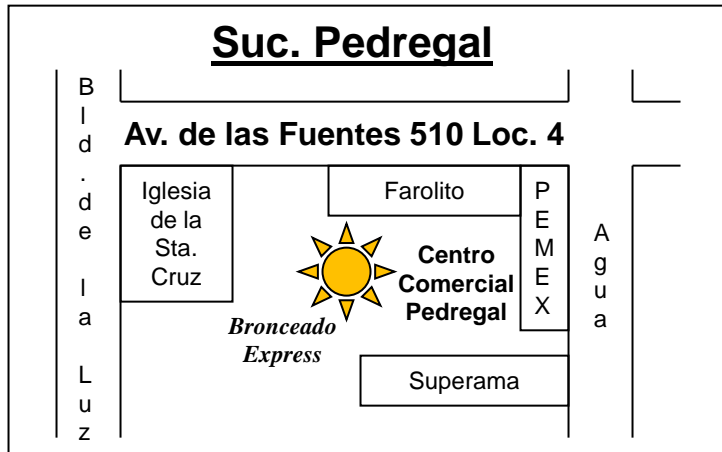 Suc. Pedregal
Bld. de la Luz
Av. de las Fuentes 510 Loc. 4
Iglesia
de la
Sta.
Cruz
Farolito
PEMEX
Agua
Centro
Comercial
Pedregal
Bronceado
Express
Superama